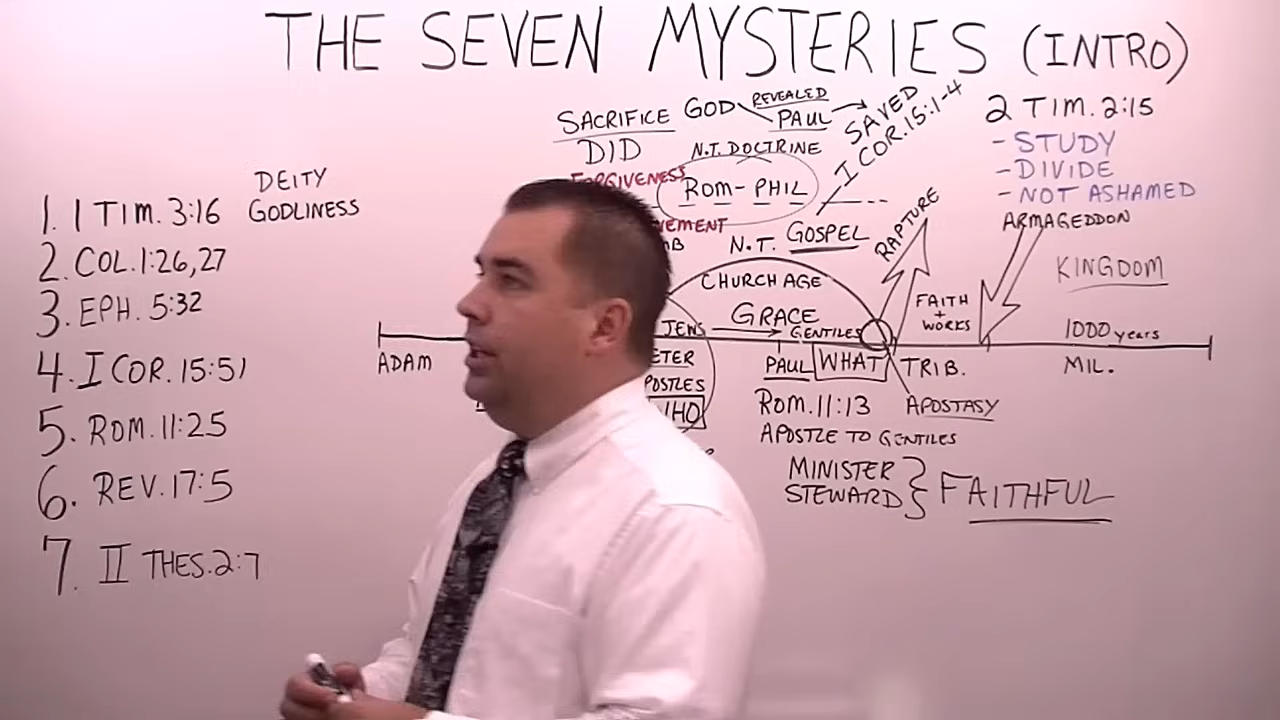 THE SEVEN MYSTERIES (INTRO)
1. 1 TIM. 3:16
DEITY
GODLINESS
2. COL. 1:26,27
3. EPH. 5:32
4. I COR. 15:51
5. ROM. 11:25
6. REV. 17:5
7. II THES. 2:7
SACRIFICE
DID
FORGIVENESS
GOD
REVEALED
PAUL
SAVED
I COR. 15:1-4
N.T. DOCTRINE
ROM - PHIL
N.T. GOSPEL
CHURCH AGE
GRACE
JEWS
GENTILES
RAPTURE
FAITH
+
WORKS
2 TIM. 2:15
- STUDY
- DIVIDE
- NOT ASHAMED
ARMAGEDDON
KINGDOM
1000 years
ADAM
PAUL
WHAT
TRIB.
MIL.
ROM. 11:13
APOSTASY
APOSTLE TO GENTILES
MINISTER
STEWARD
FAITHFUL